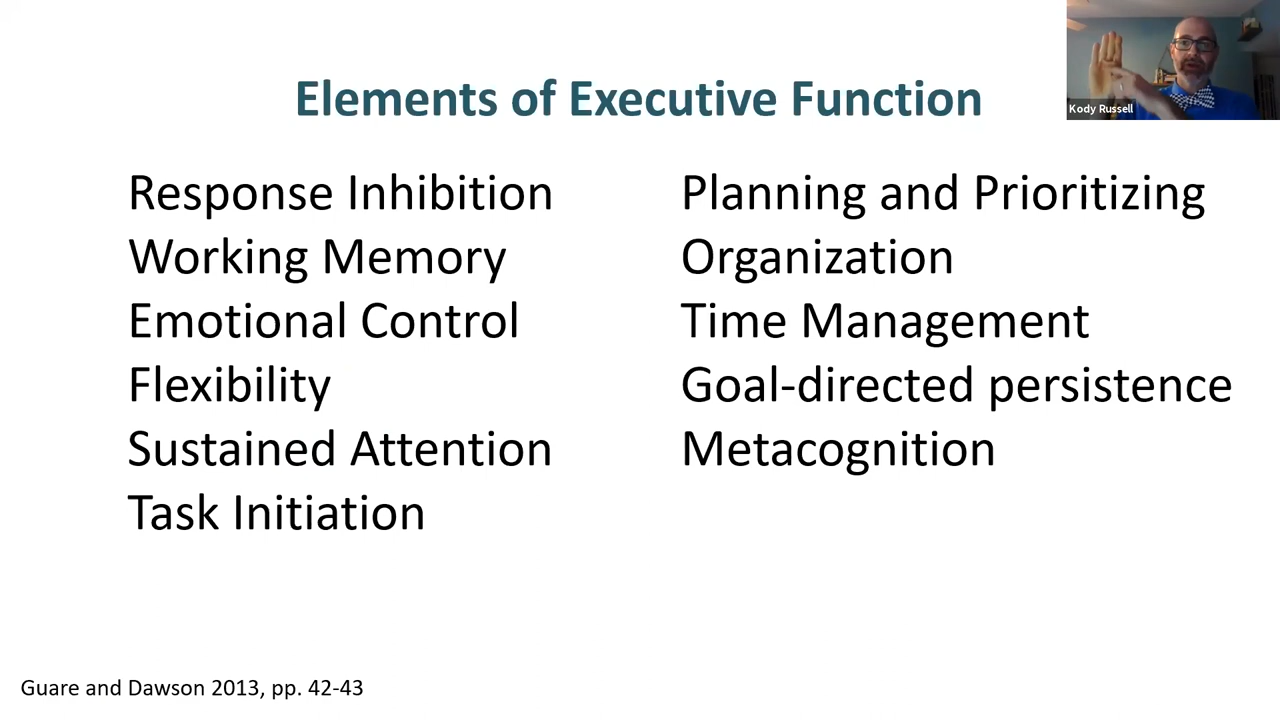 Elements of Executive Function
Kody Russell
Response Inhibition
Working Memory
Emotional Control
Flexibility
Sustained Attention
Task Initiation
Planning and Prioritizing
Organization
Time Management
Goal-directed persistence
Metacognition
Guare and Dawson 2013, pp. 42-43